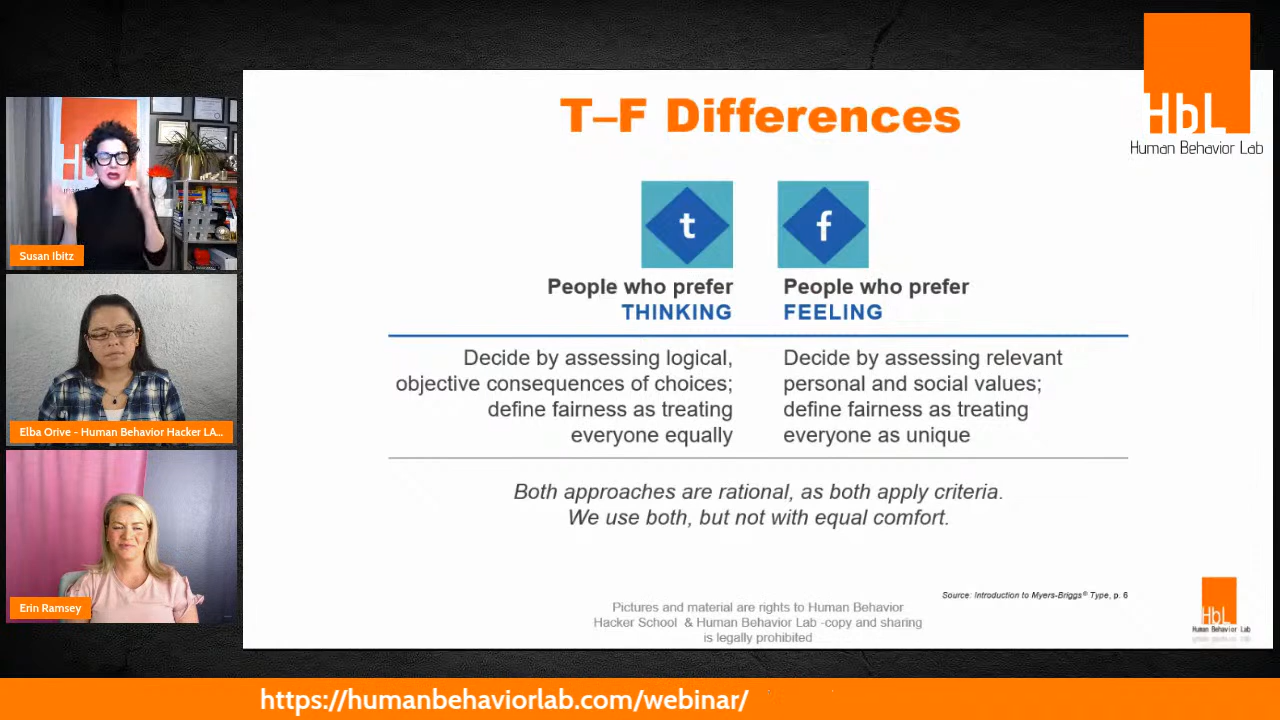 T–F Differences
HbL
Human Behavior Lab
t
f
People who prefer
THINKING
People who prefer
FEELING
Decide by assessing logical,
objective consequences of choices;
define fairness as treating
everyone equally
Decide by assessing relevant
personal and social values;
define fairness as treating
everyone as unique
Both approaches are rational, as both apply criteria.
We use both, but not with equal comfort.
Source: Introduction to Myers-Briggs® Type, p. 6
Pictures and material are rights to Human Behavior
Hacker School & Human Behavior Lab -copy and sharing
is legally prohibited
HbL
Human Behavior Lab
Susan Ibitz
Elba Orive - Human Behavior Hacker LA...
Erin Ramsey
https://humanbehaviorlab.com/webinar/